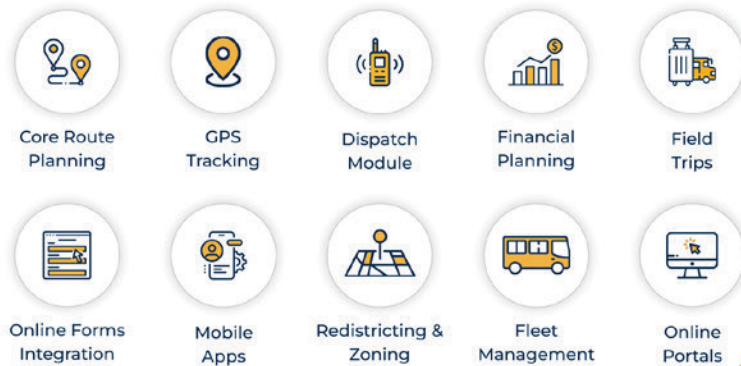 Core Route
Planning
GPS
Tracking
Dispatch
Module
$
Financial
Planning
Field
Trips
Online Forms
Integration
Mobile
Apps
Redistricting &
Zoning
Fleet
Management
Online
Portals